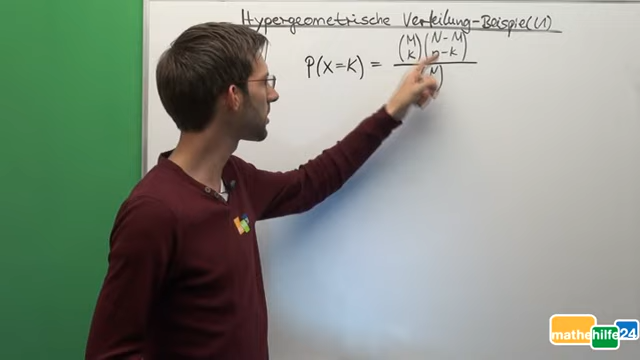 Hypergeometrische Verteilung-Beispiel(1)
P(X=K) = (M K)(N-M n-K)
(N
mathehilfe24